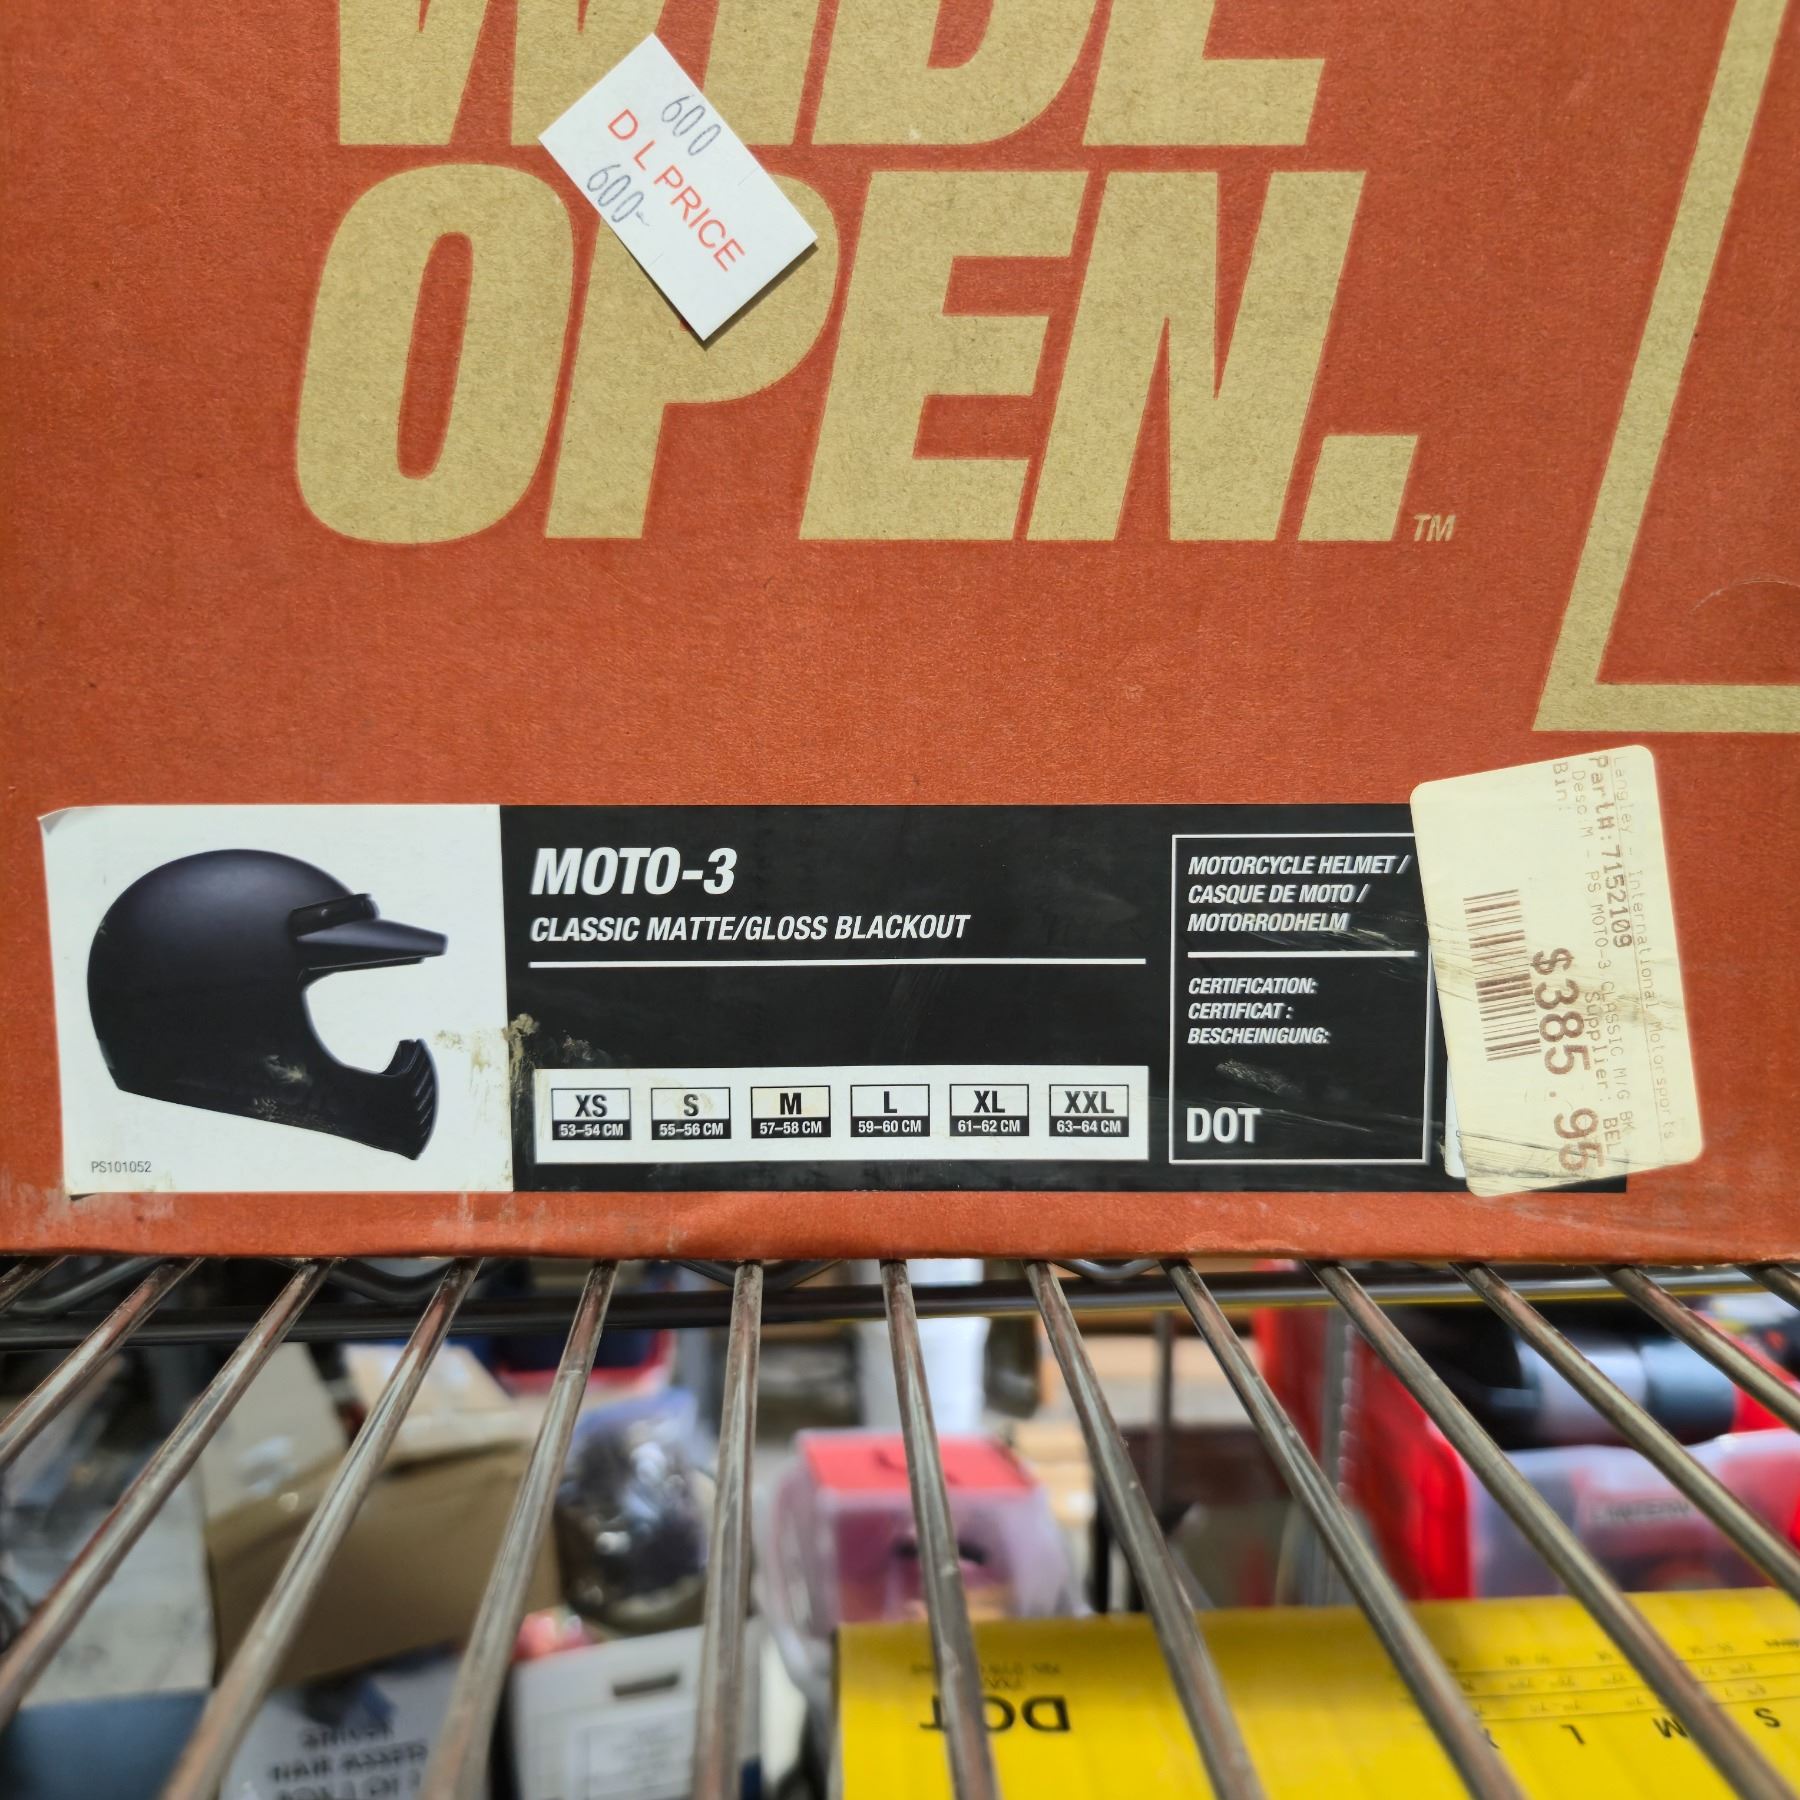 WIDE
OPEN.™
600
D L PRICE
600-
MOTO-3
CLASSIC MATTE/GLOSS BLACKOUT
XS
53–54 CM
S
55–56 CM
M
57–58 CM
L
59–60 CM
XL
61–62 CM
XXL
63–64 CM
PS101052
MOTORCYCLE HELMET /
CASQUE DE MOTO /
MOTORRODHELM
CERTIFICATION:
CERTIFICAT :
BESCHEINIGUNG:
DOT
Langley - International Motorsports
Part#:7152109
Desc:M - PS MOTO-3 CLASSIC M/G BK
Bin:
Supplier: BEL
$385.95
DOT
S
M
L